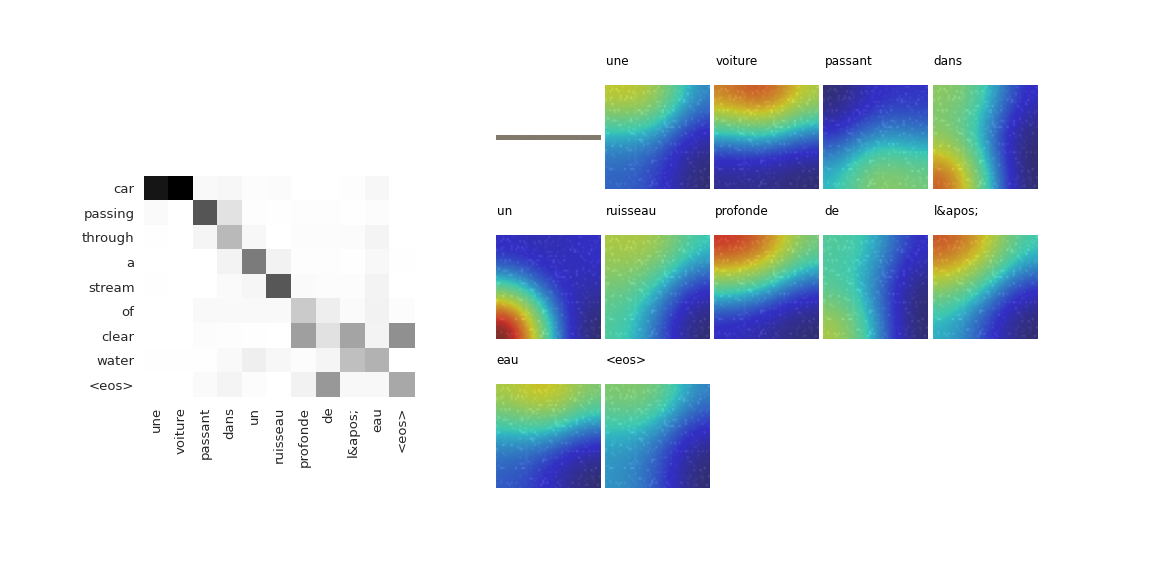 une voiture passant dans
un ruisseau profonde de l&apos;
eau <eos>
car
passing
through
a
stream
of
clear
water
<eos>
une
voiture
passant
dans
un
ruisseau
profonde
de
l&apos;
eau
<eos>